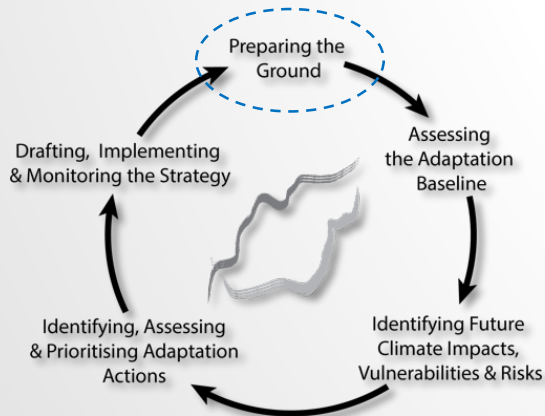 Preparing the
Ground
Assessing
the Adaptation
Baseline
Identifying Future
Climate Impacts,
Vulnerabilities & Risks
Identifying, Assessing
& Prioritising Adaptation
Actions
Drafting, Implementing
& Monitoring the Strategy